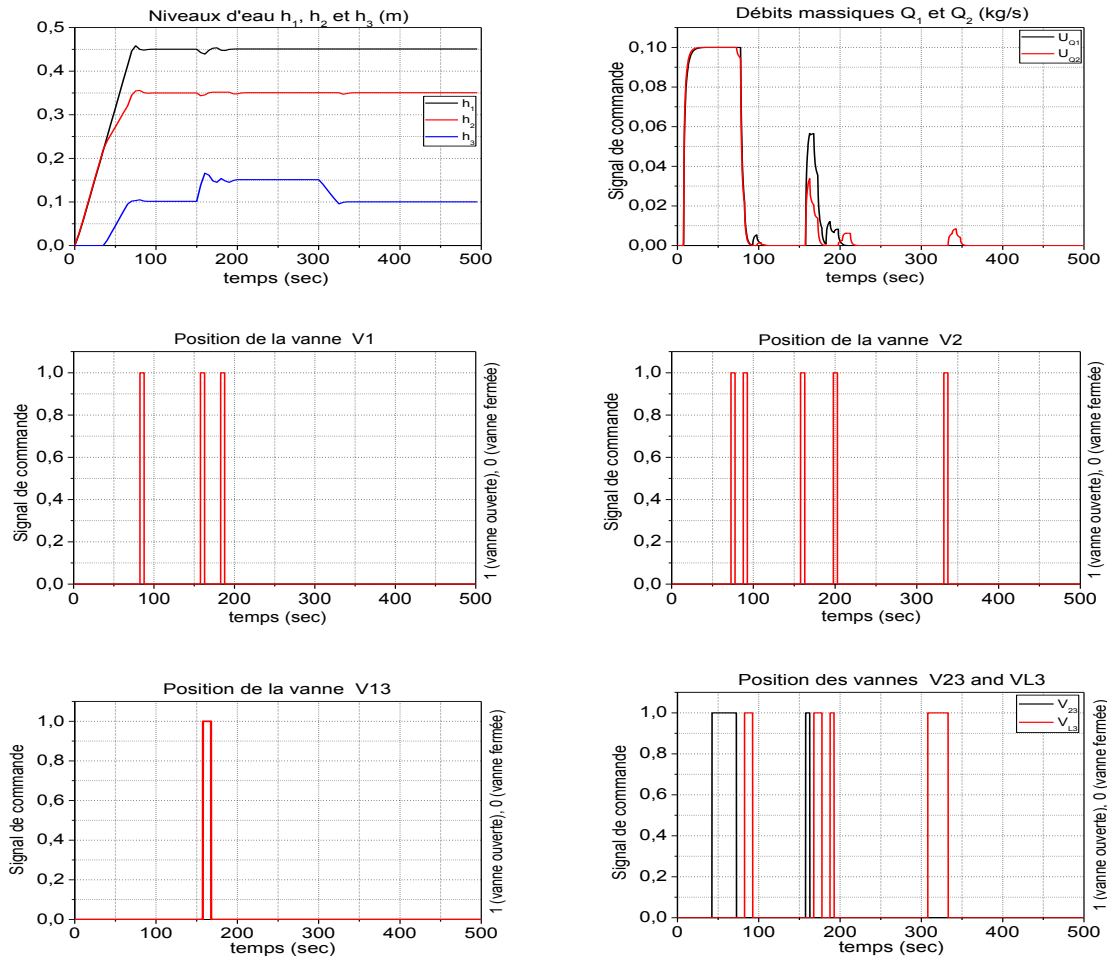 Niveaux d'eau h1, h2 et h3 (m)
0,5
0,4
0,3
0,2
0,1
0,0
h1
h2
h3
0 100 200 300 400 500
temps (sec)
Débits massiques Q1 et Q2 (kg/s)
Signal de commande
0,10
0,08
0,06
0,04
0,02
0,00
UQ1
UQ2
0 100 200 300 400 500
temps (sec)
Position de la vanne V1
Signal de commande
1,0
0,8
0,6
0,4
0,2
0,0
0 100 200 300 400 500
temps (sec)
1 (vanne ouverte), 0 (vanne fermée)
Position de la vanne V2
Signal de commande
1,0
0,8
0,6
0,4
0,2
0,0
0 100 200 300 400 500
temps (sec)
1 (vanne ouverte), 0 (vanne fermée)
Position de la vanne V13
Signal de commande
1,0
0,8
0,6
0,4
0,2
0,0
0 100 200 300 400 500
temps (sec)
1 (vanne ouverte), 0 (vanne fermée)
Position des vannes V23 and VL3
Signal de commande
1,0
0,8
0,6
0,4
0,2
0,0
V23
VL3
0 100 200 300 400 500
temps (sec)
1 (vanne ouverte), 0 (vanne fermée)